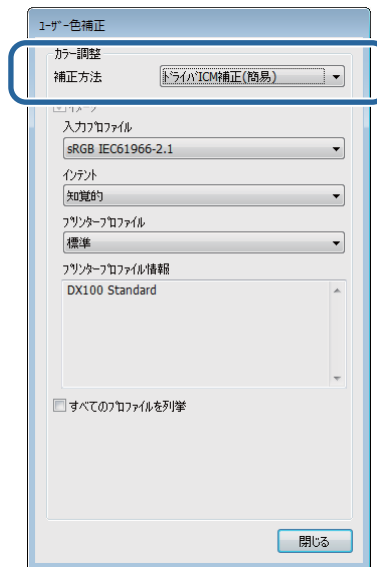 ユーザー色補正
カラー調整
補正方法 ドライバICM補正(簡易)
イメージ
入力プロファイル
sRGB IEC61966-2.1
インテント
知覚的
プリンタープロファイル
標準
プリンタープロファイル情報
DX100 Standard
すべてのプロファイルを列挙
閉じる